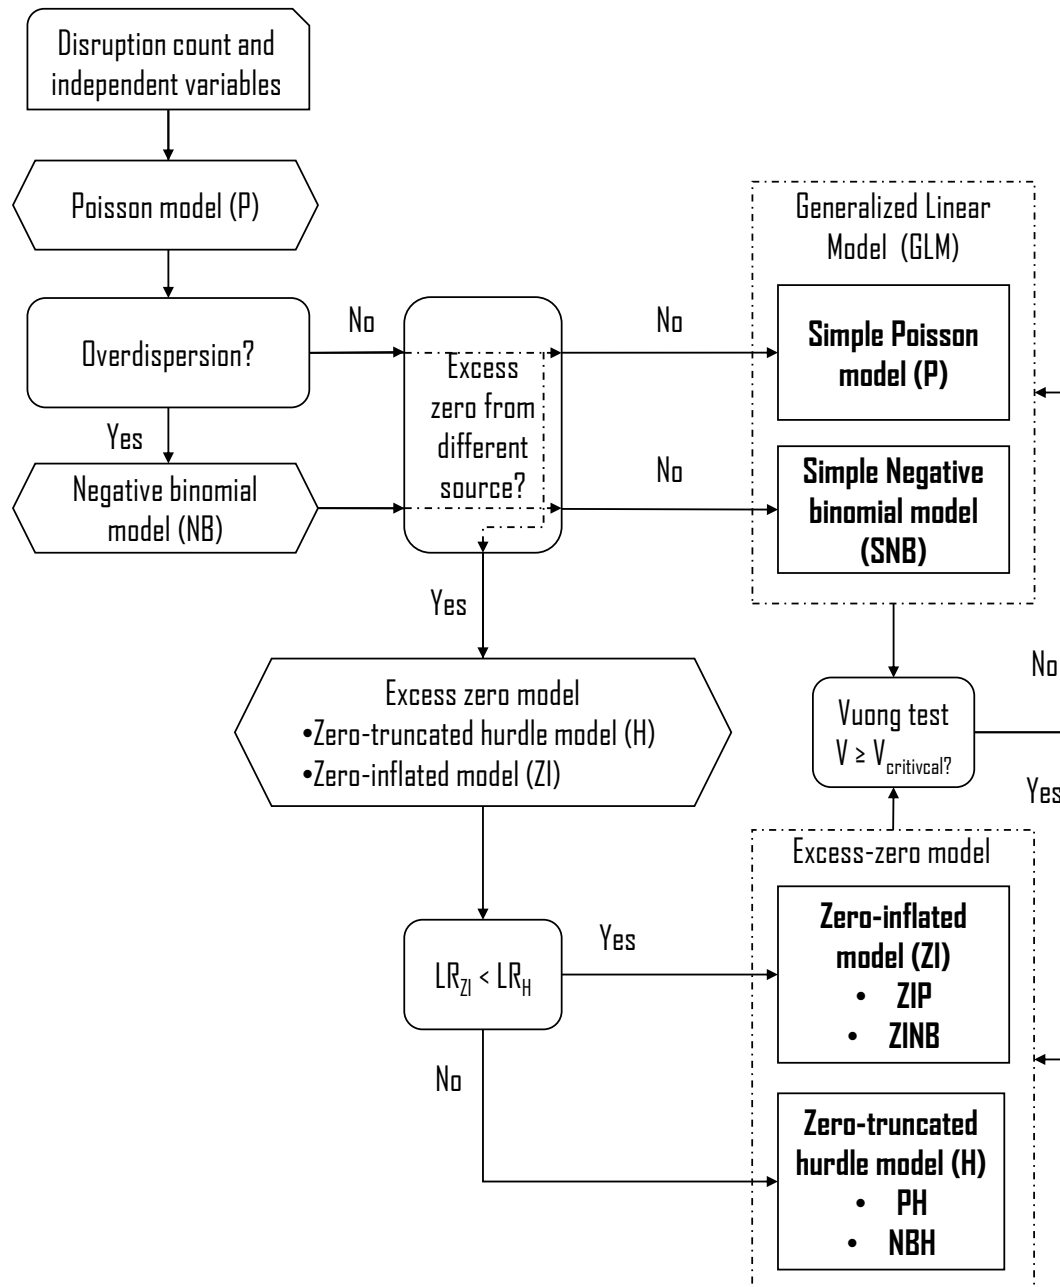 Disruption count and
independent variables
Poisson model (P)
Overdispersion?
No
Yes
Negative binomial
model (NB)
Excess
zero from
different
source?
No
No
Yes
Generalized Linear
Model (GLM)
Simple Poisson
model (P)
Simple Negative
binomial model
(SNB)
Excess zero model
•Zero-truncated hurdle model (H)
•Zero-inflated model (ZI)
Vuong test
V ≥ Vcritivcal?
No
Yes
LRZI < LRH
Yes
No
Excess-zero model
Zero-inflated
model (ZI)
• ZIP
• ZINB
Zero-truncated
hurdle model (H)
• PH
• NBH